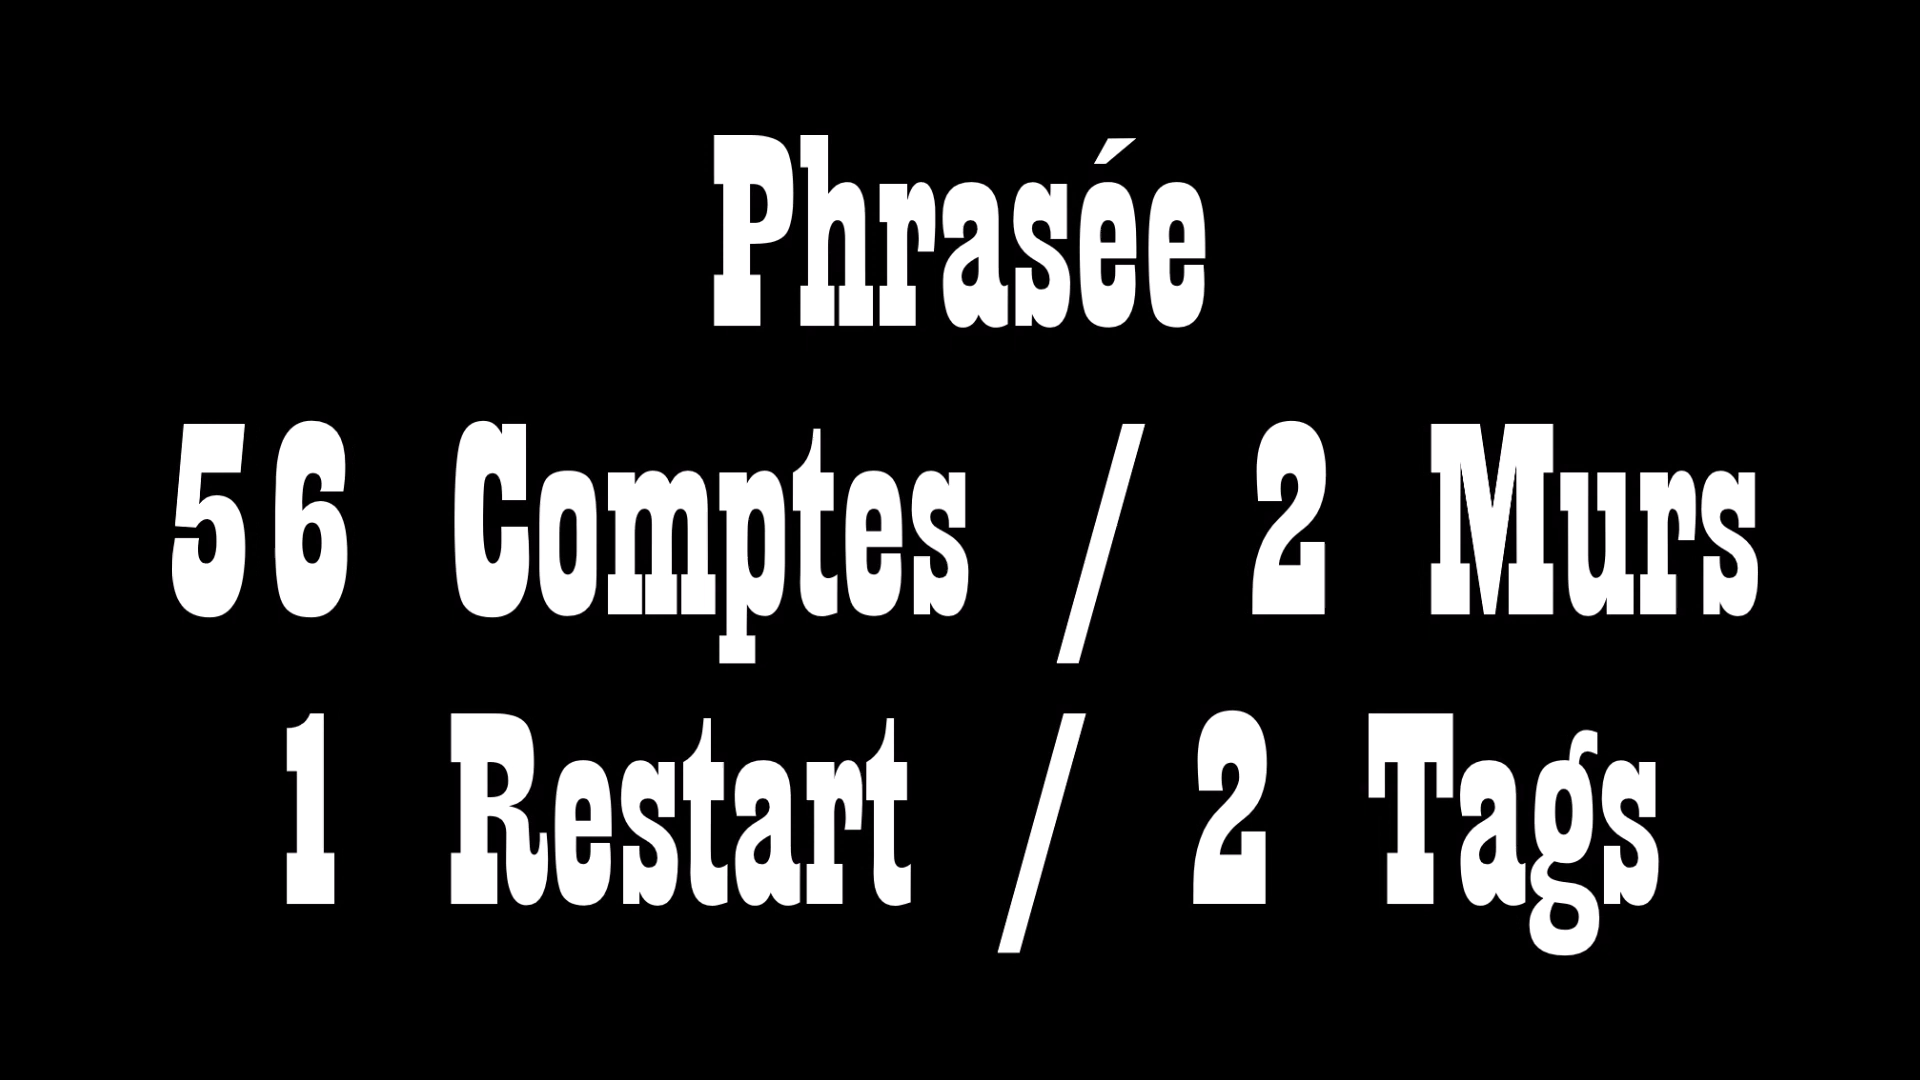 Phrasée
56 Comptes / 2 Murs
1 Restart / 2 Tags